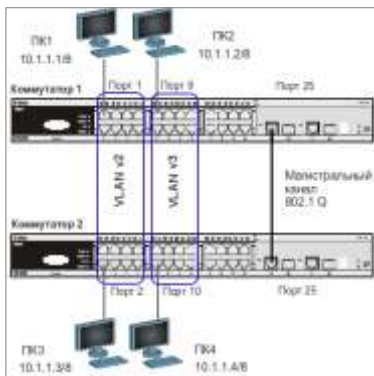 ПК1
10.1.1.1/8
ПК2
10.1.1.2/8
Порт 1
Порт 9
Порт 25
Коммутатор 1
VLAN v2
VLAN v3
Магистральный
канал
802.1 Q
Коммутатор 2
Порт 2
Порт 10
Порт 25
ПК3
10.1.1.3/8
ПК4
10.1.1.4/8